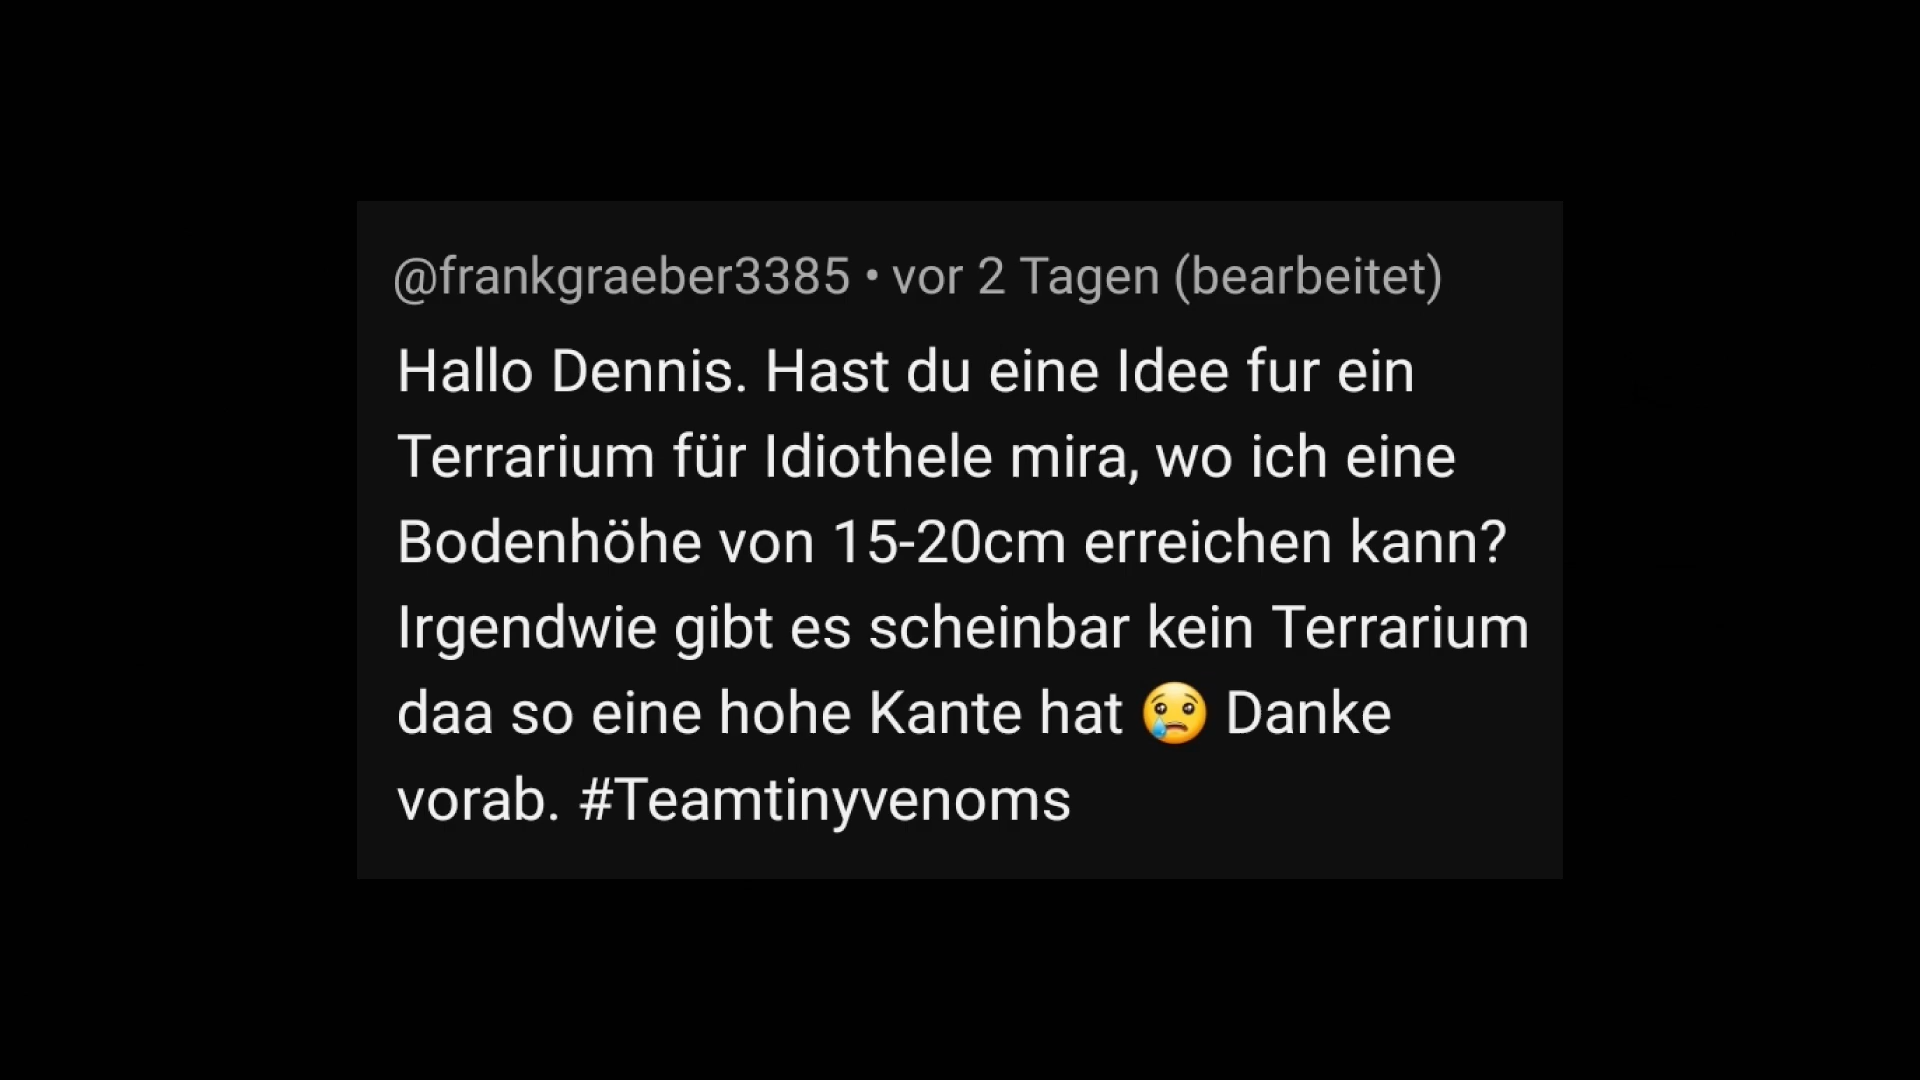 @frankgraeber3385 • vor 2 Tagen (bearbeitet)
Hallo Dennis. Hast du eine Idee fur ein
Terrarium für Idiothele mira, wo ich eine
Bodenhöhe von 15-20cm erreichen kann?
Irgendwie gibt es scheinbar kein Terrarium
daa so eine hohe Kante hat 😢 Danke
vorab. #Teamtinyvenoms